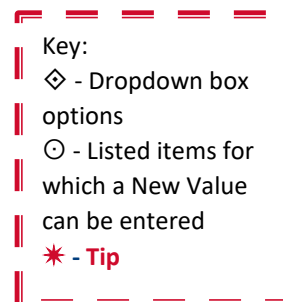 Key:
⟐ - Dropdown box
options
⊙ - Listed items for
which a New Value
can be entered
✷ - Tip